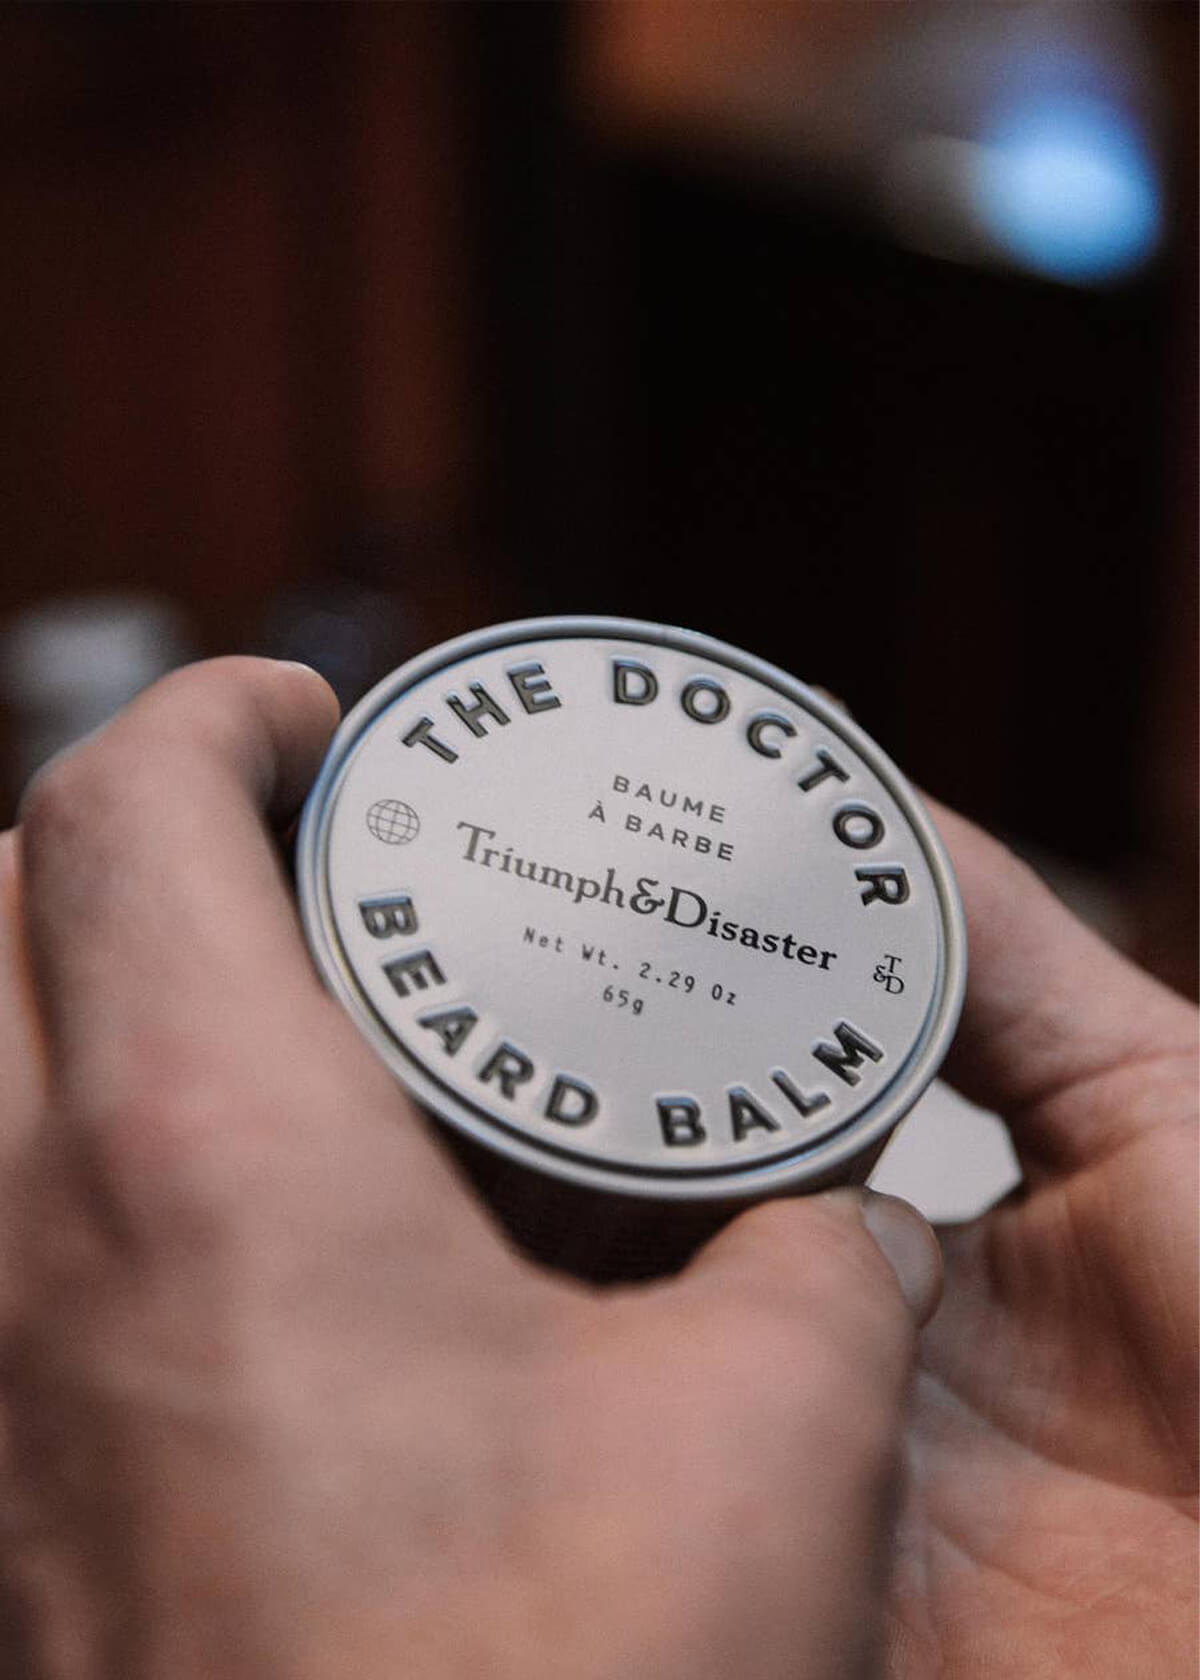 THE DOCTOR
BAUME
À BARBE
Triumph&Disaster
Net Wt. 2.29 Oz
65g
T
&D
BEARD BALM